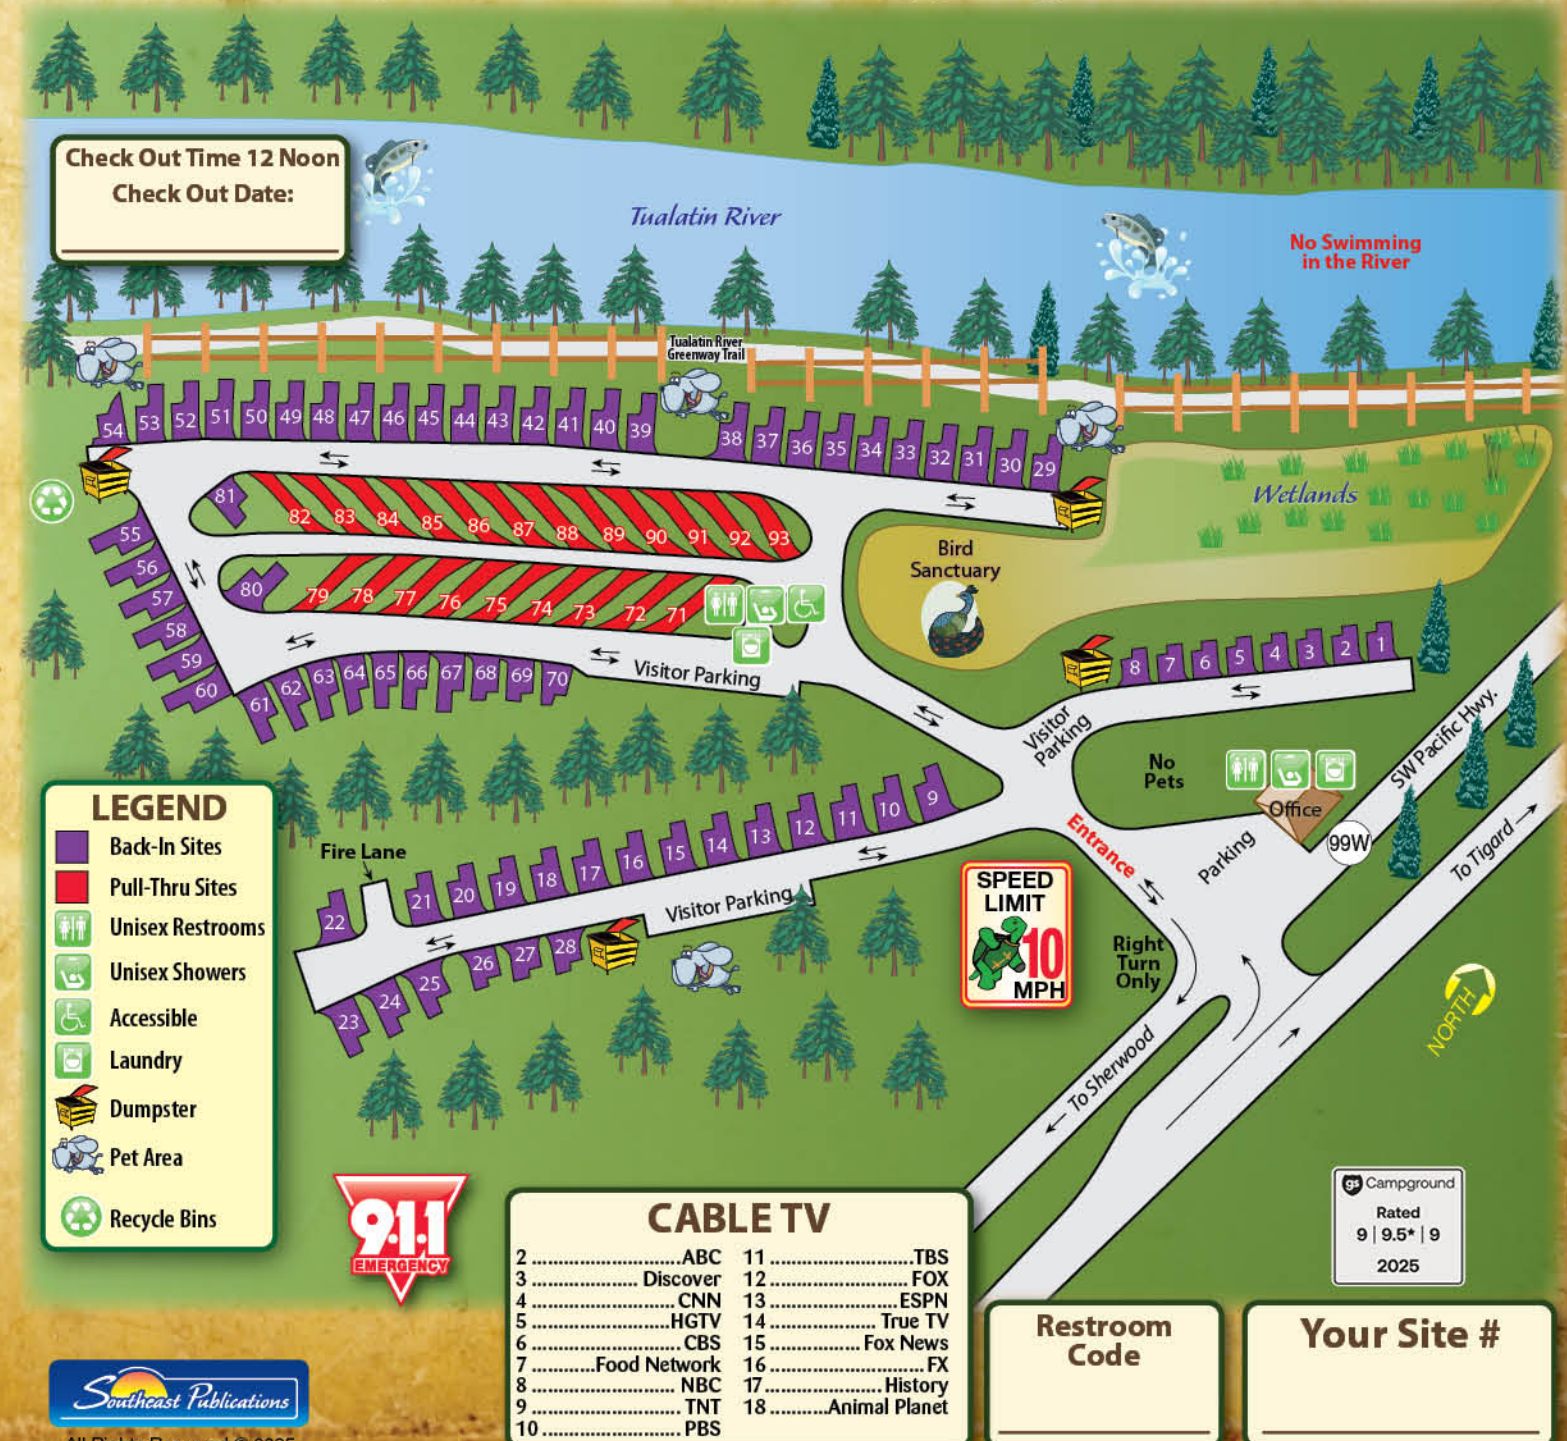 Check Out Time 12 Noon
Check Out Date:
Tualatin River
No Swimming
in the River
Tualatin River
Greenway Trail
54 53 52 51 50 49 48 47 46 45 44 43 42 41 40 39 38 37 36 35 34 33 32 31 30 29
Wetlands
81
82 83 84 85 86 87 88 89 90 91 92 93
Bird
Sanctuary
55
56
57
58
59
60
80
79 78 77 76 75 74 73 72 71
61 62 63 64 65 66 67 68 69 70
Visitor Parking
8 7 6 5 4 3 2 1
Visitor
Parking
No
Pets
Office
SW Pacific Hwy.
99W
Parking
Entrance
To Tigard
22 21 20 19 18 17 16 15 14 13 12 11 10 9
Fire Lane
Visitor Parking
23 24 25 26 27 28
SPEED
LIMIT
10
MPH
Right
Turn
Only
To Sherwood
NORTH
LEGEND
Back-In Sites
Pull-Thru Sites
Unisex Restrooms
Unisex Showers
Accessible
Laundry
Dumpster
Pet Area
Recycle Bins
9-1-1
EMERGENCY
CABLE TV
2 ........................ ABC
3 ................ Discover
4 ...................... CNN
5 ...................... HGTV
6 ........................ CBS
7 ..........Food Network
8 ........................ NBC
9 ........................ TNT
10 ........................ PBS
11 ........................ TBS
12 ........................ FOX
13 ................... ESPN
14 ................ True TV
15 ............. Fox News
16 ........................ FX
17 ................... History
18 ..........Animal Planet
gs Campground
Rated
9 | 9.5* | 9
2025
Restroom
Code
Your Site #
Southeast Publications